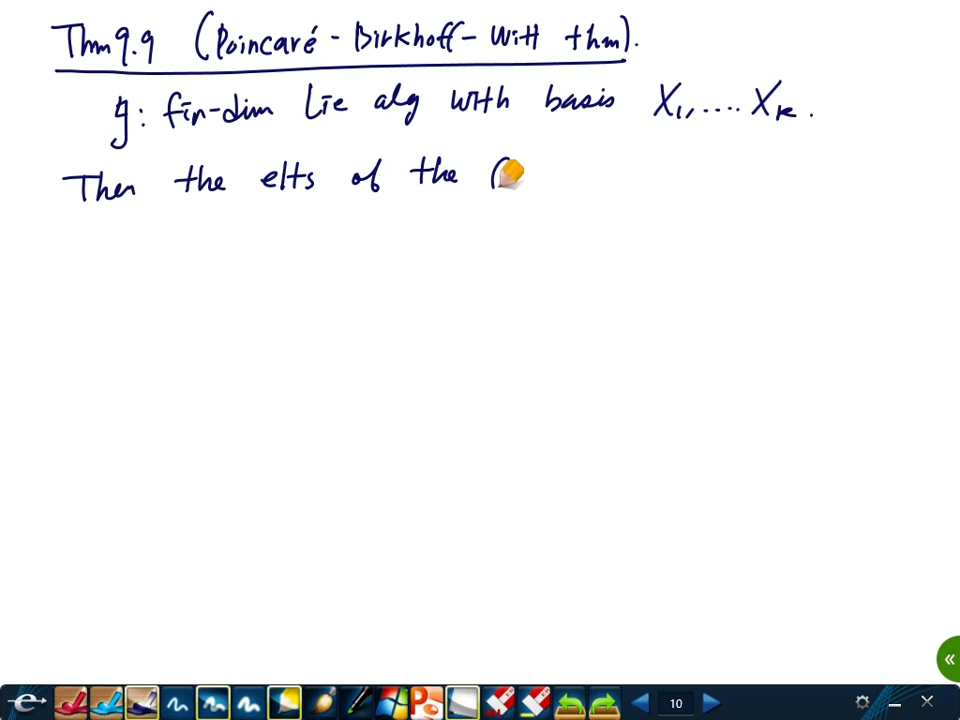 Thm 9.9 (Poincaré - Birkhoff - Witt thm).
g: fin-dim Lie alg with basis X1, .... Xk.
Then the elts of the
10